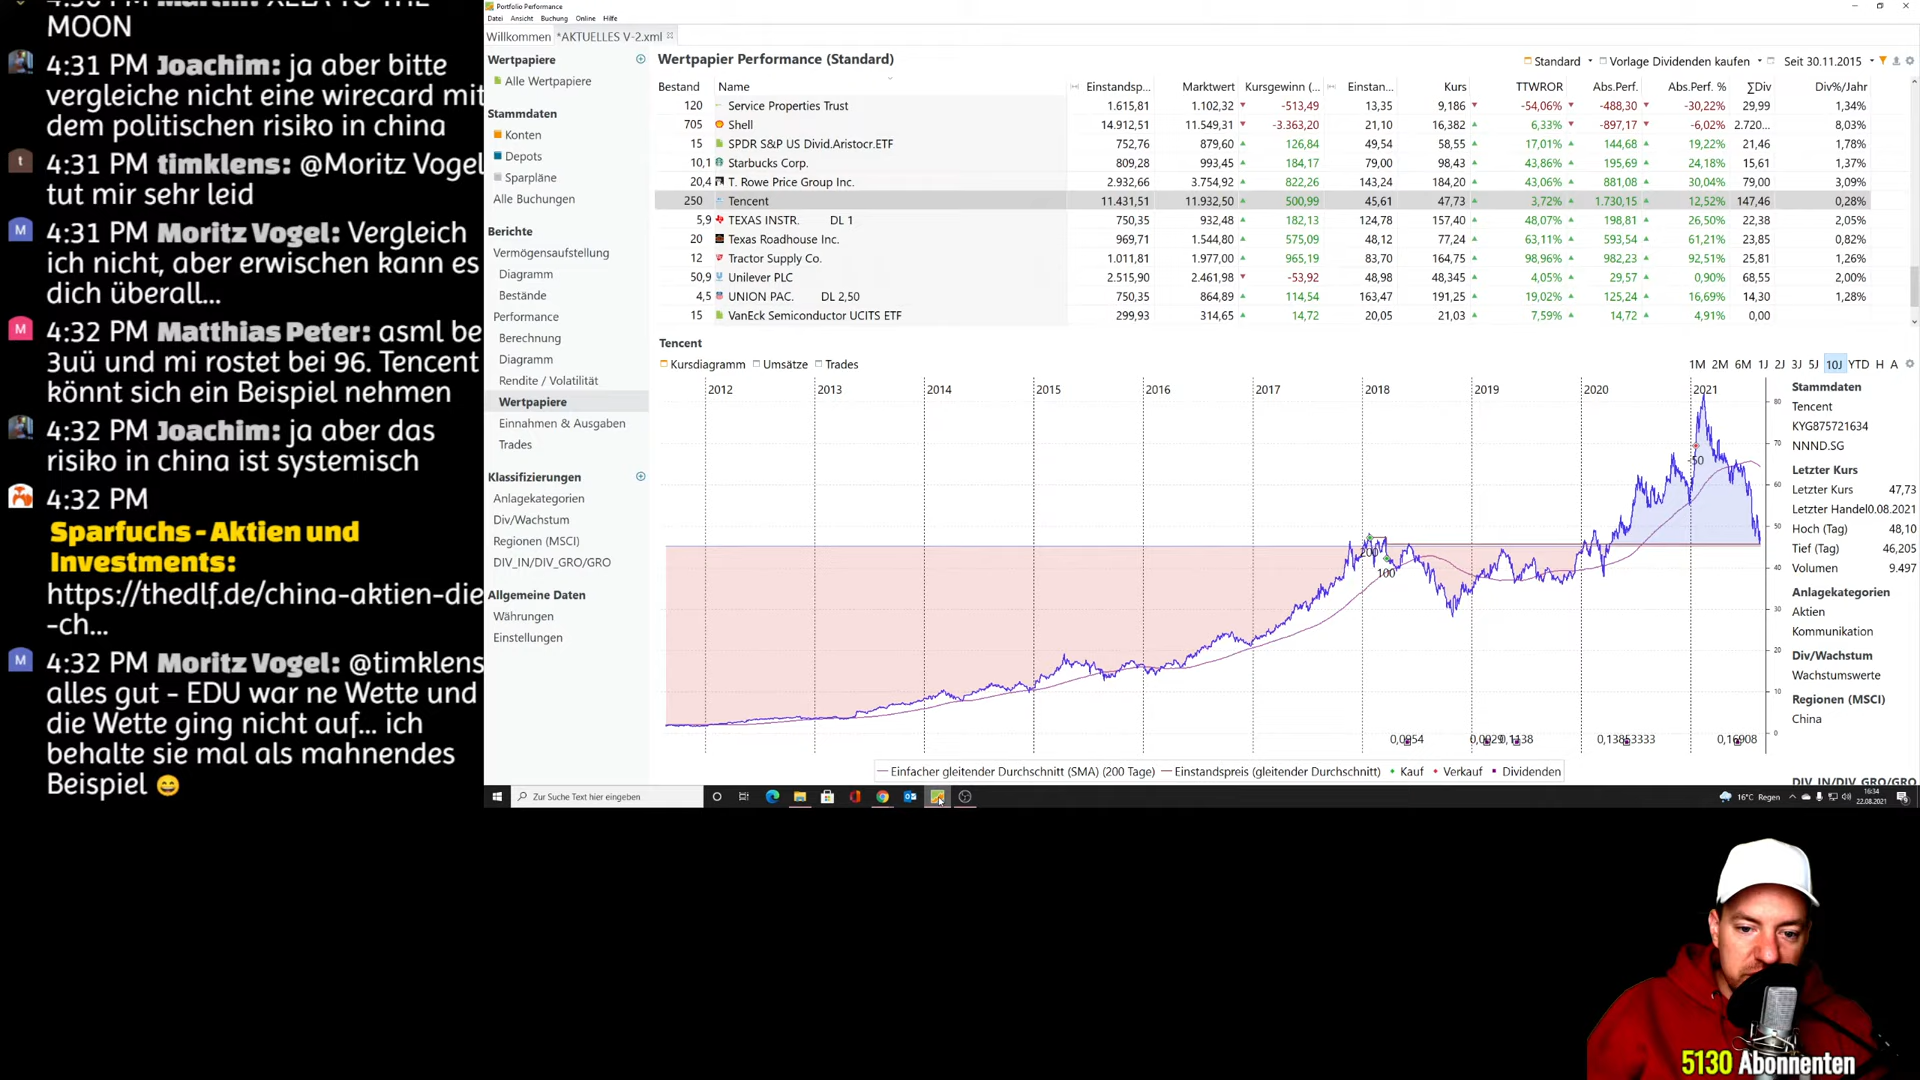 MOON
4:31 PM Joachim: ja aber bitte
vergleiche nicht eine wirecard mit
dem politischen risiko in china
4:31 PM timklens: @Moritz Vogel
tut mir sehr leid
4:31 PM Moritz Vogel: Vergleich
ich nicht, aber erwischen kann es
dich überall...
4:32 PM Matthias Peter: asml be
3uü und mi rostet bei 96. Tencent
könnt sich ein Beispiel nehmen
4:32 PM Joachim: ja aber das
risiko in china ist systemisch
4:32 PM
Sparfuchs - Aktien und
Investments:
https://thedlf.de/china-aktien-die
-ch...
4:32 PM Moritz Vogel: @timklens
alles gut - EDU war ne Wette und
die Wette ging nicht auf... ich
behalte sie mal als mahnendes
Beispiel 😄
Portfolio Performance
Datei Ansicht Buchung Online Hilfe
Willkommen *AKTUELLES V-2.xml
Wertpapiere
Alle Wertpapiere
Stammdaten
Konten
Depots
Sparpläne
Alle Buchungen
Berichte
Vermögensaufstellung
Diagramm
Bestände
Performance
Berechnung
Diagramm
Rendite / Volatilität
Wertpapiere
Einnahmen & Ausgaben
Trades
Klassifizierungen
Anlagekategorien
Div/Wachstum
Regionen (MSCI)
DIV_IN/DIV_GRO/GRO
Allgemeine Daten
Währungen
Einstellungen
Wertpapier Performance (Standard)
Standard Vorlage Dividenden kaufen Seit 30.11.2015
Bestand Name Einstandsp... Marktwert Kursgewinn (... Einstan... Kurs TTWROR Abs.Perf. Abs.Perf. % ∑Div Div%/Jahr
120 Service Properties Trust 1.615,81 1.102,32 -513,49 13,35 9,186 -54,06% -488,30 -30,22% 29,99 1,34%
705 Shell 14.912,51 11.549,31 -3.363,20 21,10 16,382 6,33% -897,17 -6,02% 2.720... 8,03%
15 SPDR S&P US Divid.Aristocr.ETF 752,76 879,60 126,84 49,54 58,55 17,01% 144,68 19,22% 21,46 1,78%
10,1 Starbucks Corp. 809,28 993,45 184,17 79,00 98,43 43,86% 195,69 24,18% 15,61 1,37%
20,4 T. Rowe Price Group Inc. 2.932,66 3.754,92 822,26 143,24 184,20 43,06% 881,08 30,04% 79,00 3,09%
250 Tencent 11.431,51 11.932,50 500,99 45,61 47,73 3,72% 1.730,15 12,52% 147,46 0,28%
5,9 TEXAS INSTR. DL 1 750,35 932,48 182,13 124,78 157,40 48,07% 198,81 26,50% 22,38 2,05%
20 Texas Roadhouse Inc. 969,71 1.544,80 575,09 48,12 77,24 63,11% 593,54 61,21% 23,85 0,82%
12 Tractor Supply Co. 1.011,81 1.977,00 965,19 83,70 164,75 98,96% 982,23 92,51% 25,81 1,26%
50,9 Unilever PLC 2.515,90 2.461,98 -53,92 48,98 48,345 4,05% 29,57 0,90% 68,55 2,00%
4,5 UNION PAC. DL 2,50 750,35 864,89 114,54 163,47 191,25 19,02% 125,24 16,69% 14,30 1,28%
15 VanEck Semiconductor UCITS ETF 299,93 314,65 14,72 20,05 21,03 7,59% 14,72 4,91% 0,00
Tencent
Kursdiagramm Umsätze Trades
1M 2M 6M 1J 2J 3J 5J 10J YTD H A
2012 2013 2014 2015 2016 2017 2018 2019 2020 2021
80
70
60
50
40
30
20
10
0
-50
200
100
0,0954 0,0929 0,1138 0,13853333 0,16908
Einfacher gleitender Durchschnitt (SMA) (200 Tage) Einstandspreis (gleitender Durchschnitt) Kauf Verkauf Dividenden
Stammdaten
Tencent
KYG875721634
NNND.SG
Letzter Kurs
Letzter Kurs 47,73
Letzter Handel0.08.2021
Hoch (Tag) 48,10
Tief (Tag) 46,205
Volumen 9.497
Anlagekategorien
Aktien
Kommunikation
Div/Wachstum
Wachstumswerte
Regionen (MSCI)
China
DIV_IN/DIV_GRO/GRO
Zur Suche Text hier eingeben
16°C Regen
16:34
22.08.2021
5130 Abonnenten